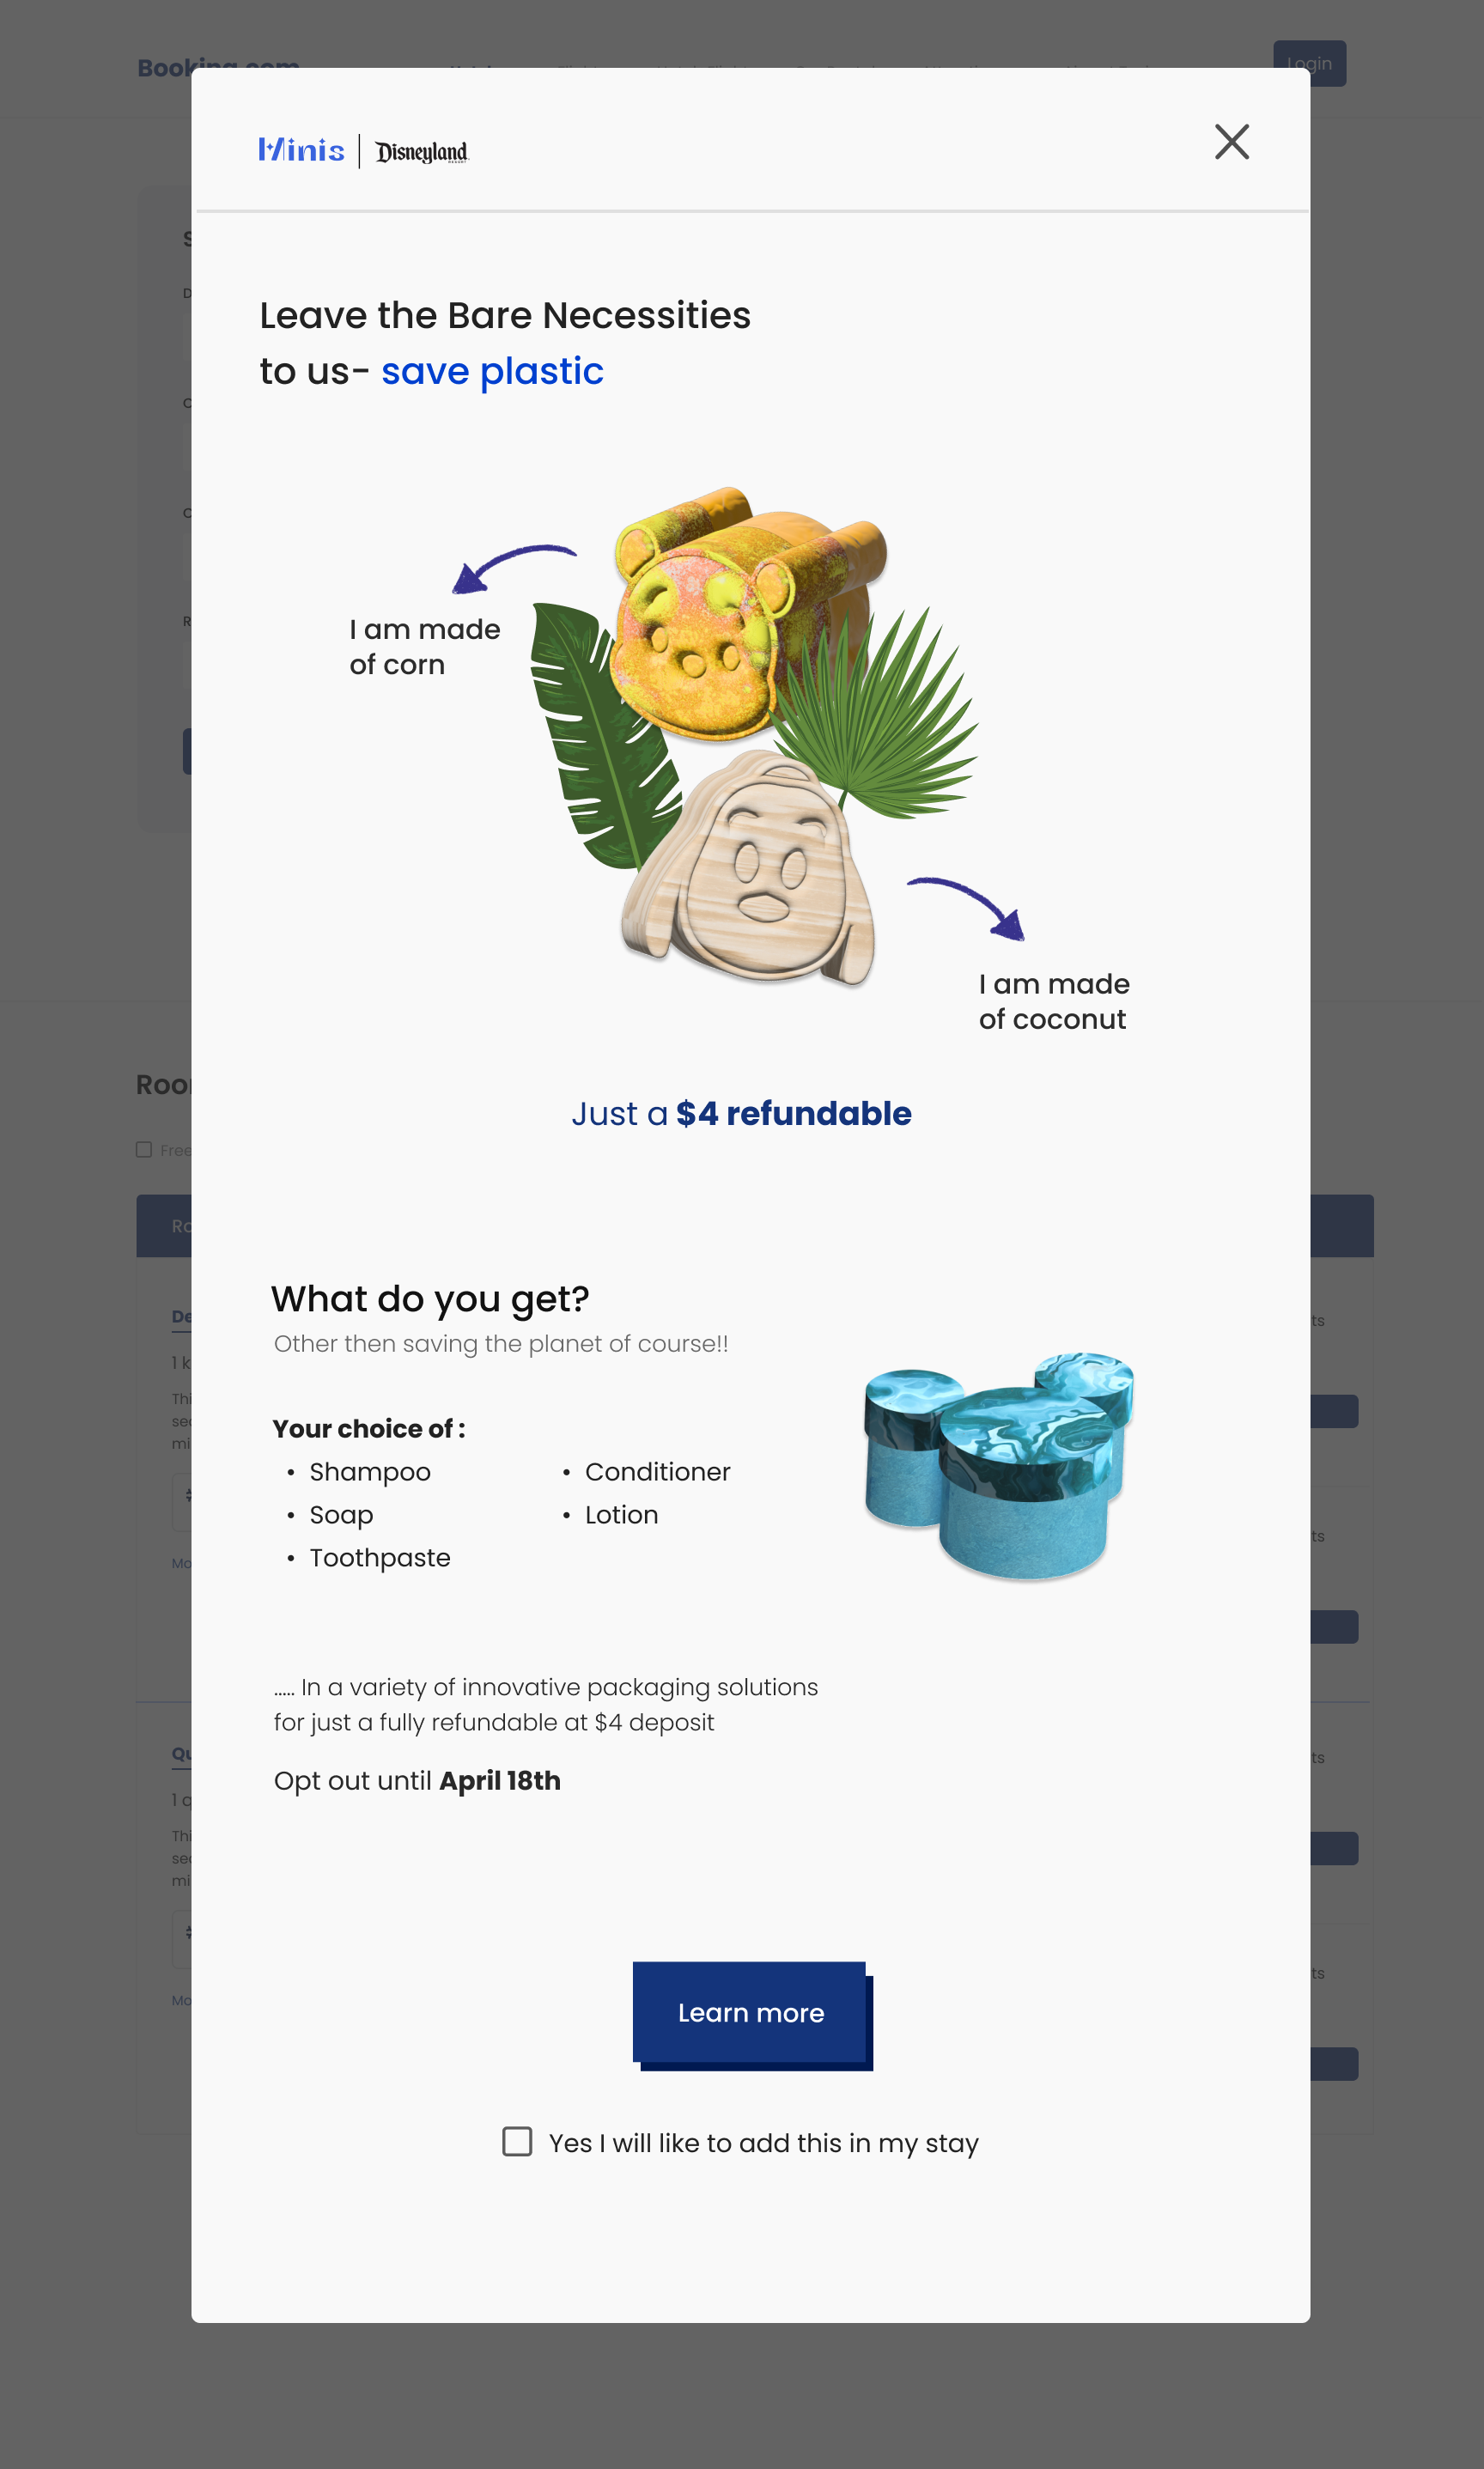 Booking.com
Login
Minis | Disneyland
RESORT
Leave the Bare Necessities
to us- save plastic
I am made
of corn
I am made
of coconut
Just a $4 refundable
What do you get?
Other then saving the planet of course!!
Your choice of :
• Shampoo
• Conditioner
• Soap
• Lotion
• Toothpaste
..... In a variety of innovative packaging solutions
for just a fully refundable at $4 deposit
Opt out until April 18th
Learn more
Yes I will like to add this in my stay
Free